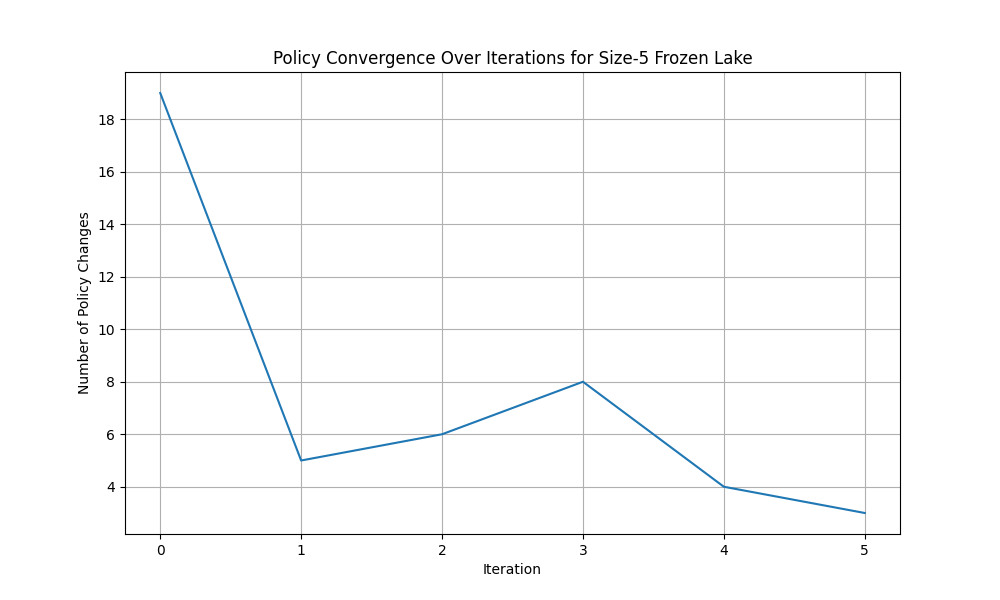 Policy Convergence Over Iterations for Size-5 Frozen Lake
Number of Policy Changes
18
16
14
12
10
8
6
4
0 1 2 3 4 5
Iteration